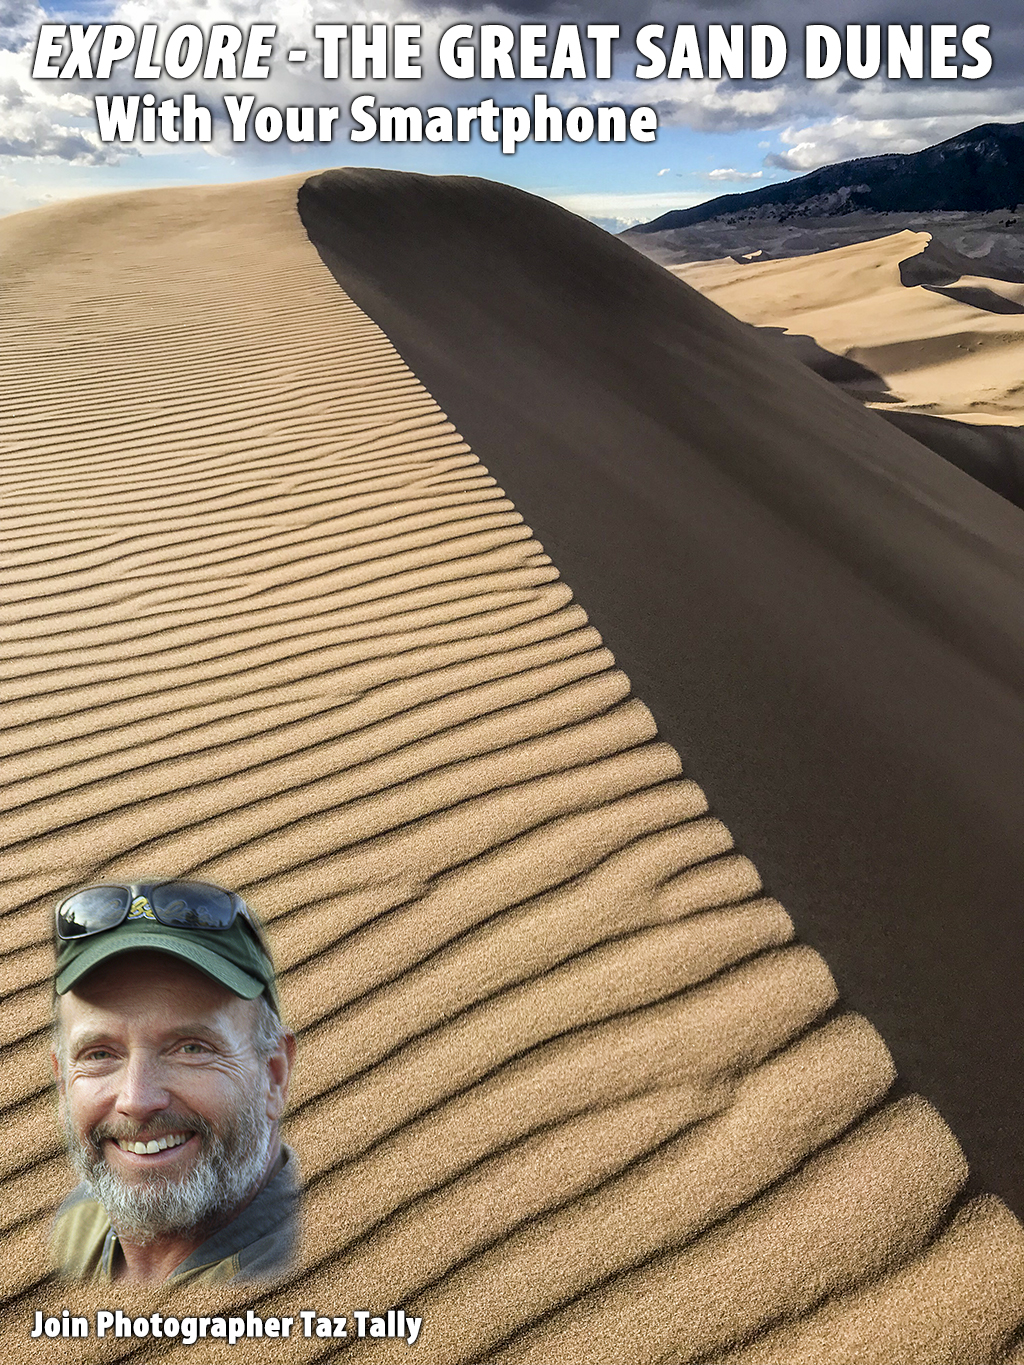 EXPLORE - THE GREAT SAND DUNES
With Your Smartphone
Join Photographer Taz Tally